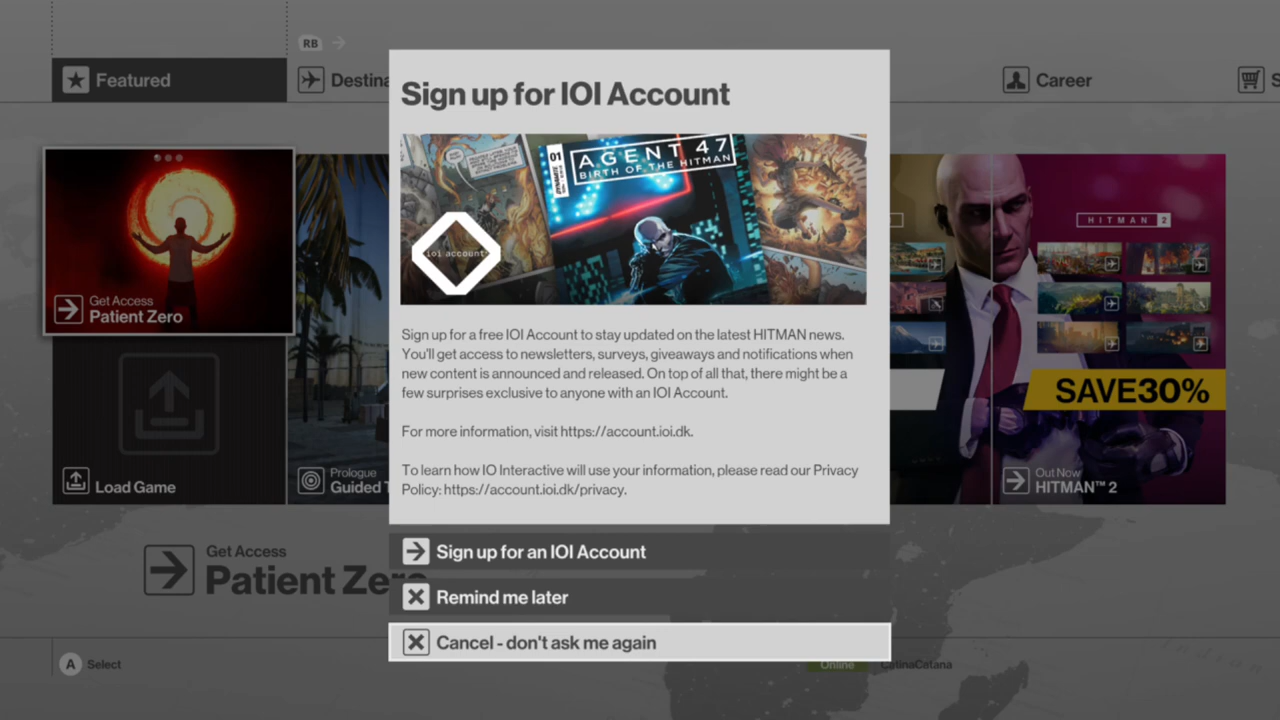 RB
Featured
Destina
Career
S
Sign up for IOI Account
01
AGENT 47
BIRTH OF THE HITMAN
ioi account
HITMAN 2
SAVE30%
Get Access
Patient Zero
Load Game
Prologue
Guided T
Out Now
HITMAN™ 2
Sign up for a free IOI Account to stay updated on the latest HITMAN news.
You'll get access to newsletters, surveys, giveaways and notifications when
new content is announced and released. On top of all that, there might be a
few surprises exclusive to anyone with an IOI Account.
For more information, visit https://account.ioi.dk.
To learn how IO Interactive will use your information, please read our Privacy
Policy: https://account.ioi.dk/privacy.
Sign up for an IOI Account
Remind me later
Cancel - don't ask me again
Get Access
Patient Zero
A Select
Online
CatinaCatana